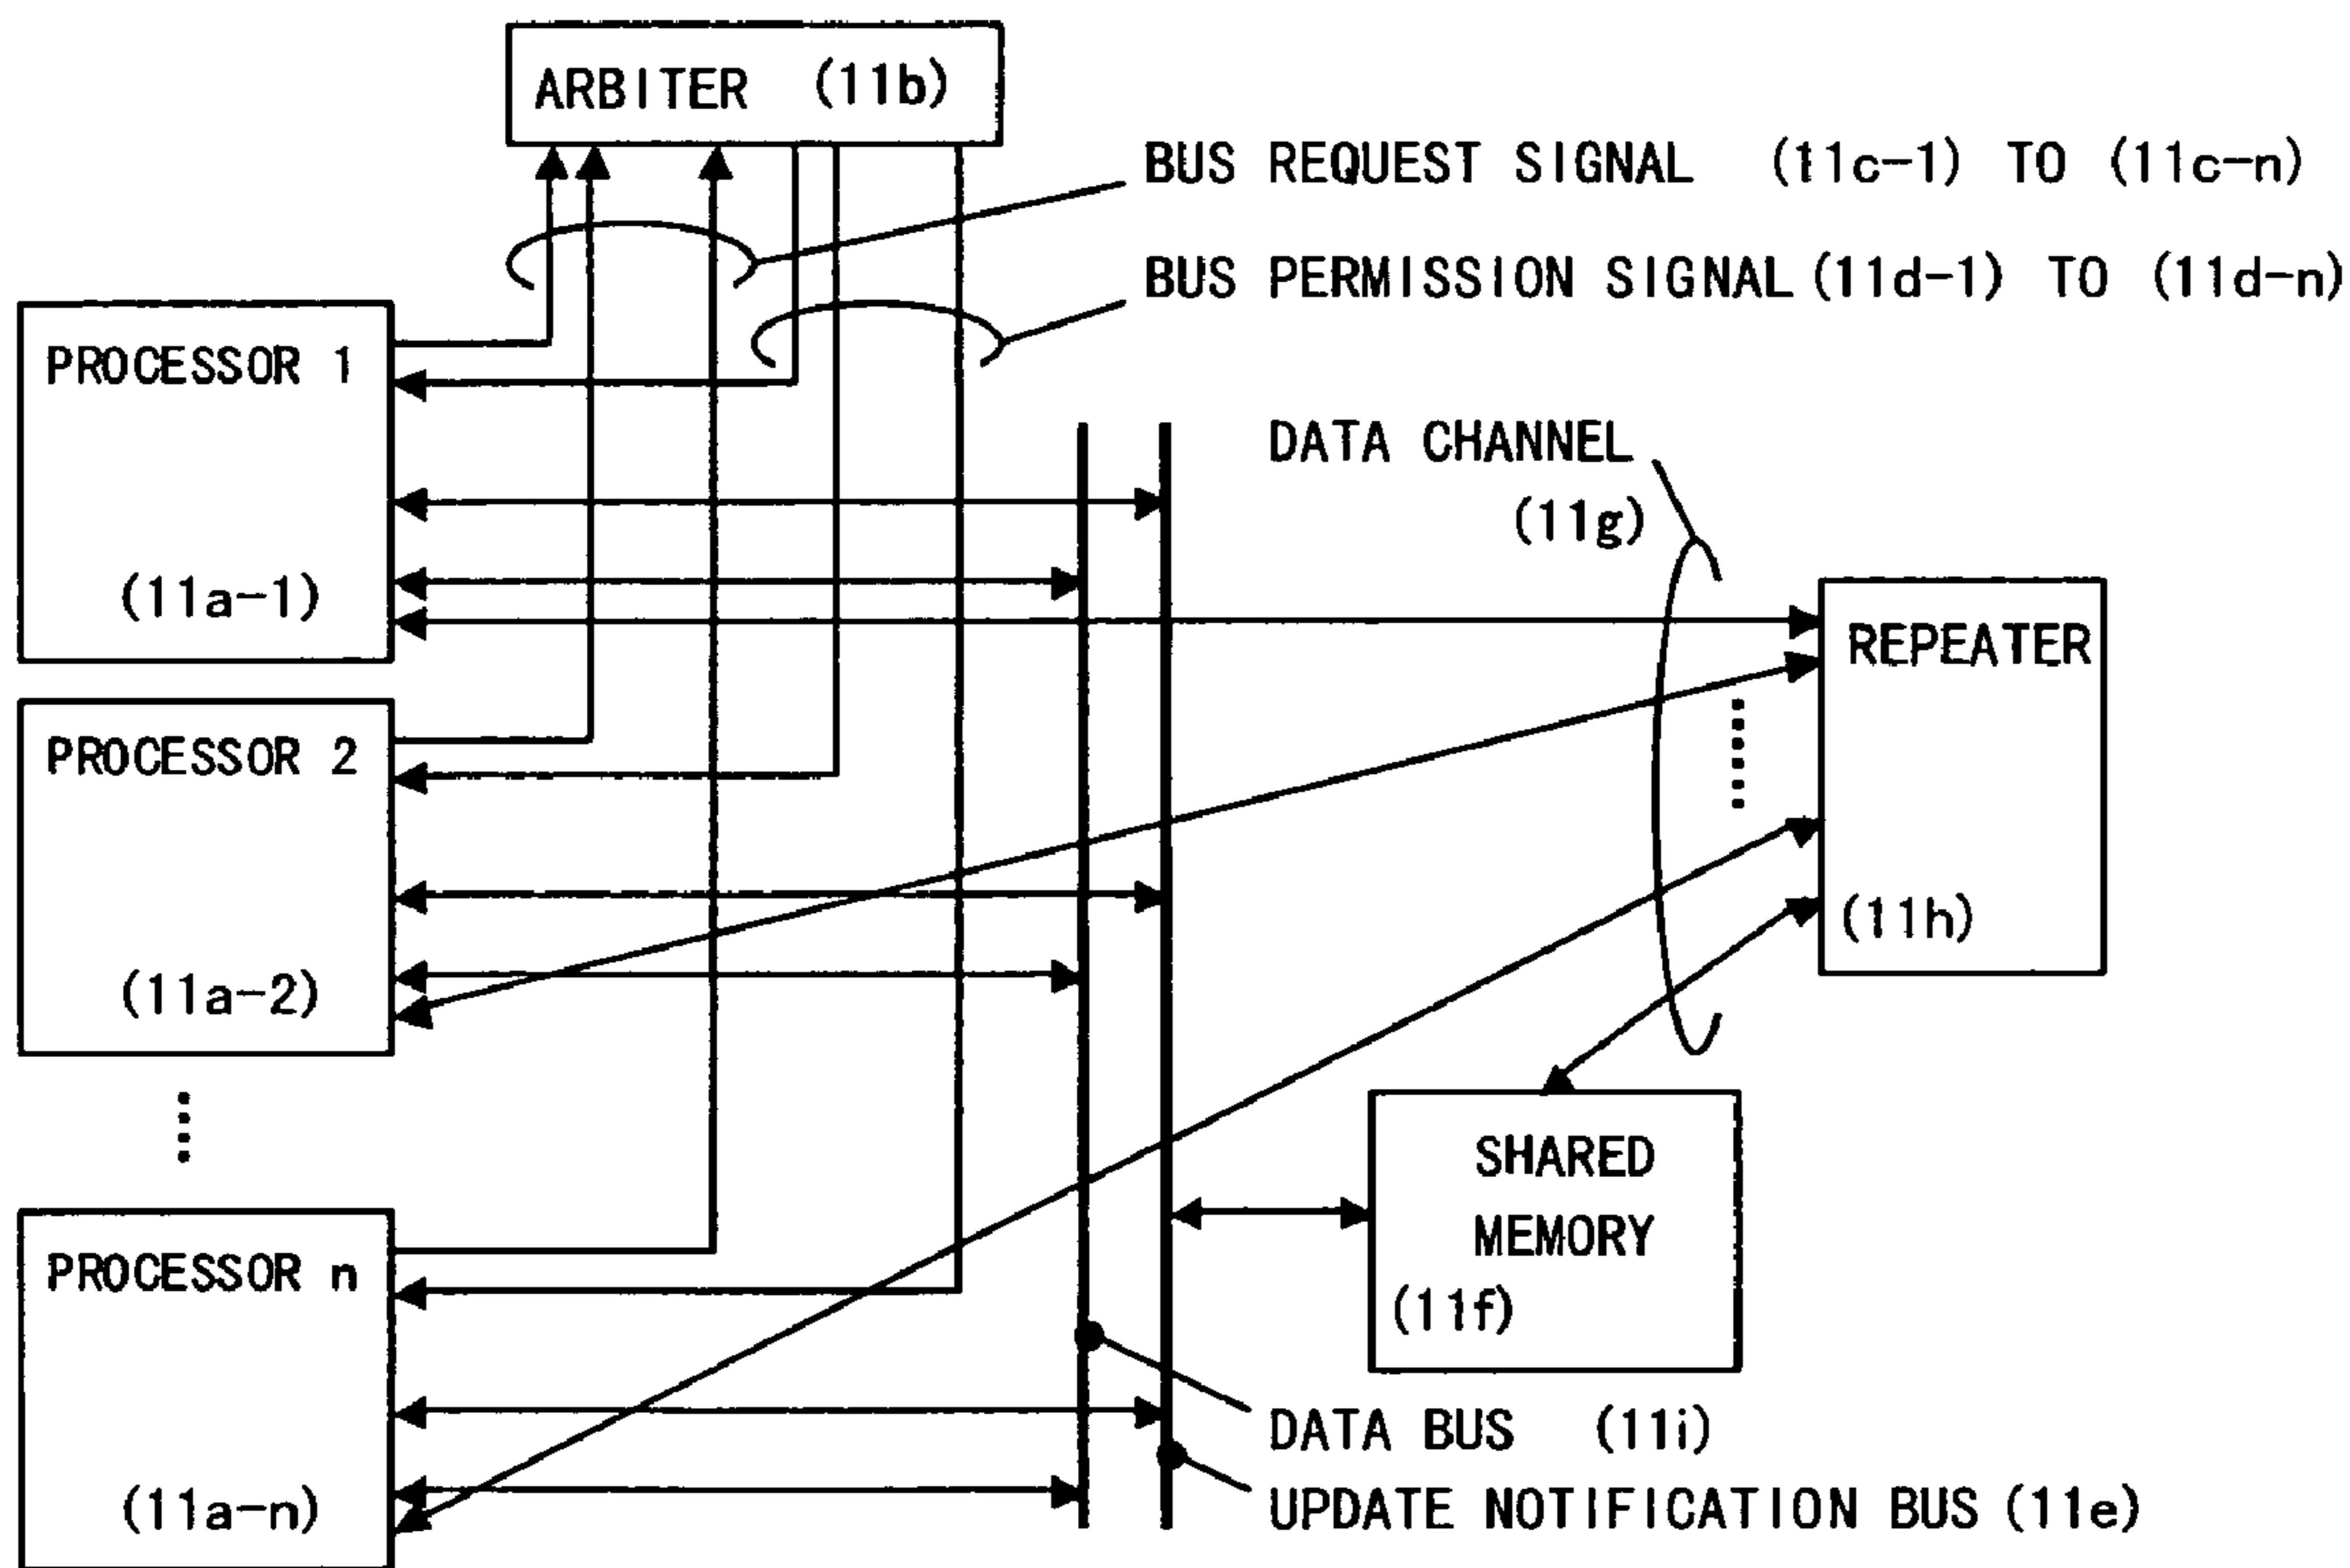 ARBITER (11b)
BUS REQUEST SIGNAL (11c-1) TO (11c-n)
BUS PERMISSION SIGNAL (11d-1) TO (11d-n)
PROCESSOR 1
(11a-1)
DATA CHANNEL
(11g)
REPEATER
(11h)
PROCESSOR 2
(11a-2)
SHARED
MEMORY
(11f)
PROCESSOR n
(11a-n)
DATA BUS (11i)
UPDATE NOTIFICATION BUS (11e)